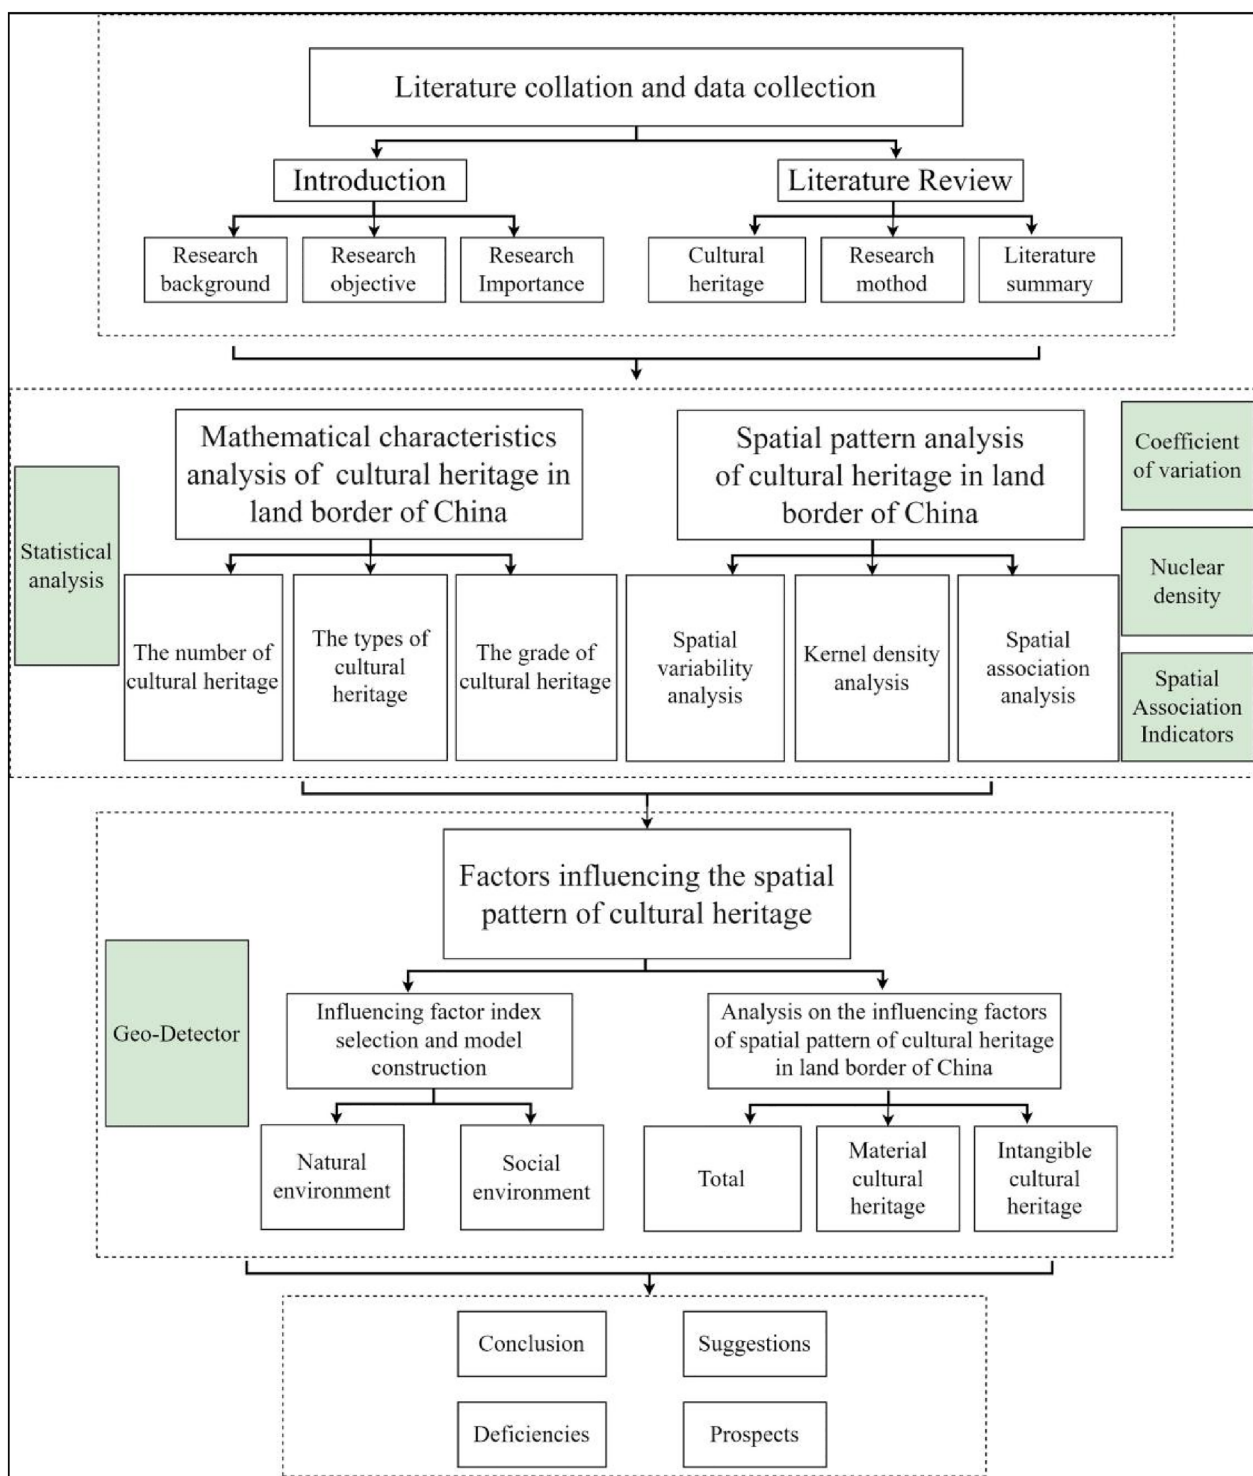 Literature collation and data collection
Introduction
Literature Review
Research
background
Research
objective
Research
Importance
Cultural
heritage
Research
mothod
Literature
summary
Mathematical characteristics
analysis of cultural heritage in
land border of China
Spatial pattern analysis
of cultural heritage in land
border of China
Coefficient
of variation
Statistical
analysis
Nuclear
density
The number of
cultural heritage
The types of
cultural
heritage
The grade of
cultural heritage
Spatial
variability
analysis
Kernel density
analysis
Spatial
association
analysis
Spatial
Association
Indicators
Factors influencing the spatial
pattern of cultural heritage
Geo-Detector
Influencing factor index
selection and model
construction
Analysis on the influencing factors
of spatial pattern of cultural heritage
in land border of China
Natural
environment
Social
environment
Total
Material
cultural
heritage
Intangible
cultural
heritage
Conclusion
Suggestions
Deficiencies
Prospects